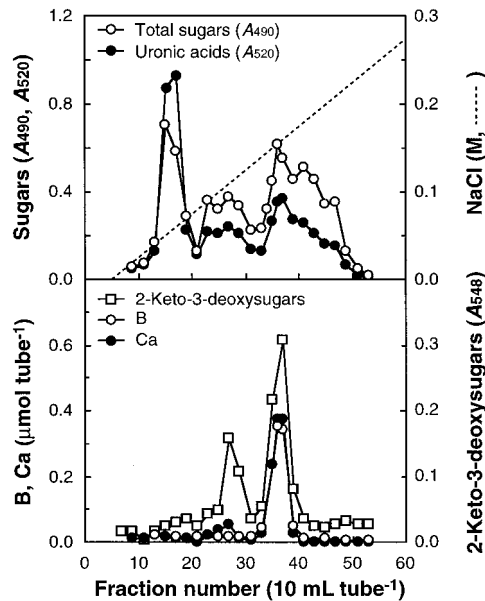 1.2
0.9
0.6
0.4
0.0
Sugars (A490, A520)
Total sugars (A490)
Uronic acids (A520)
0.3
0.2
0.1
0.0
NaCl (M, ------)
2-Keto-3-deoxysugars
B
Ca
0.6
0.4
0.2
0.0
B, Ca (µmol tube-1)
0.3
0.2
0.1
0.0
2-Keto-3-deoxysugars (A548)
0 10 20 30 40 50 60
Fraction number (10 mL tube-1)